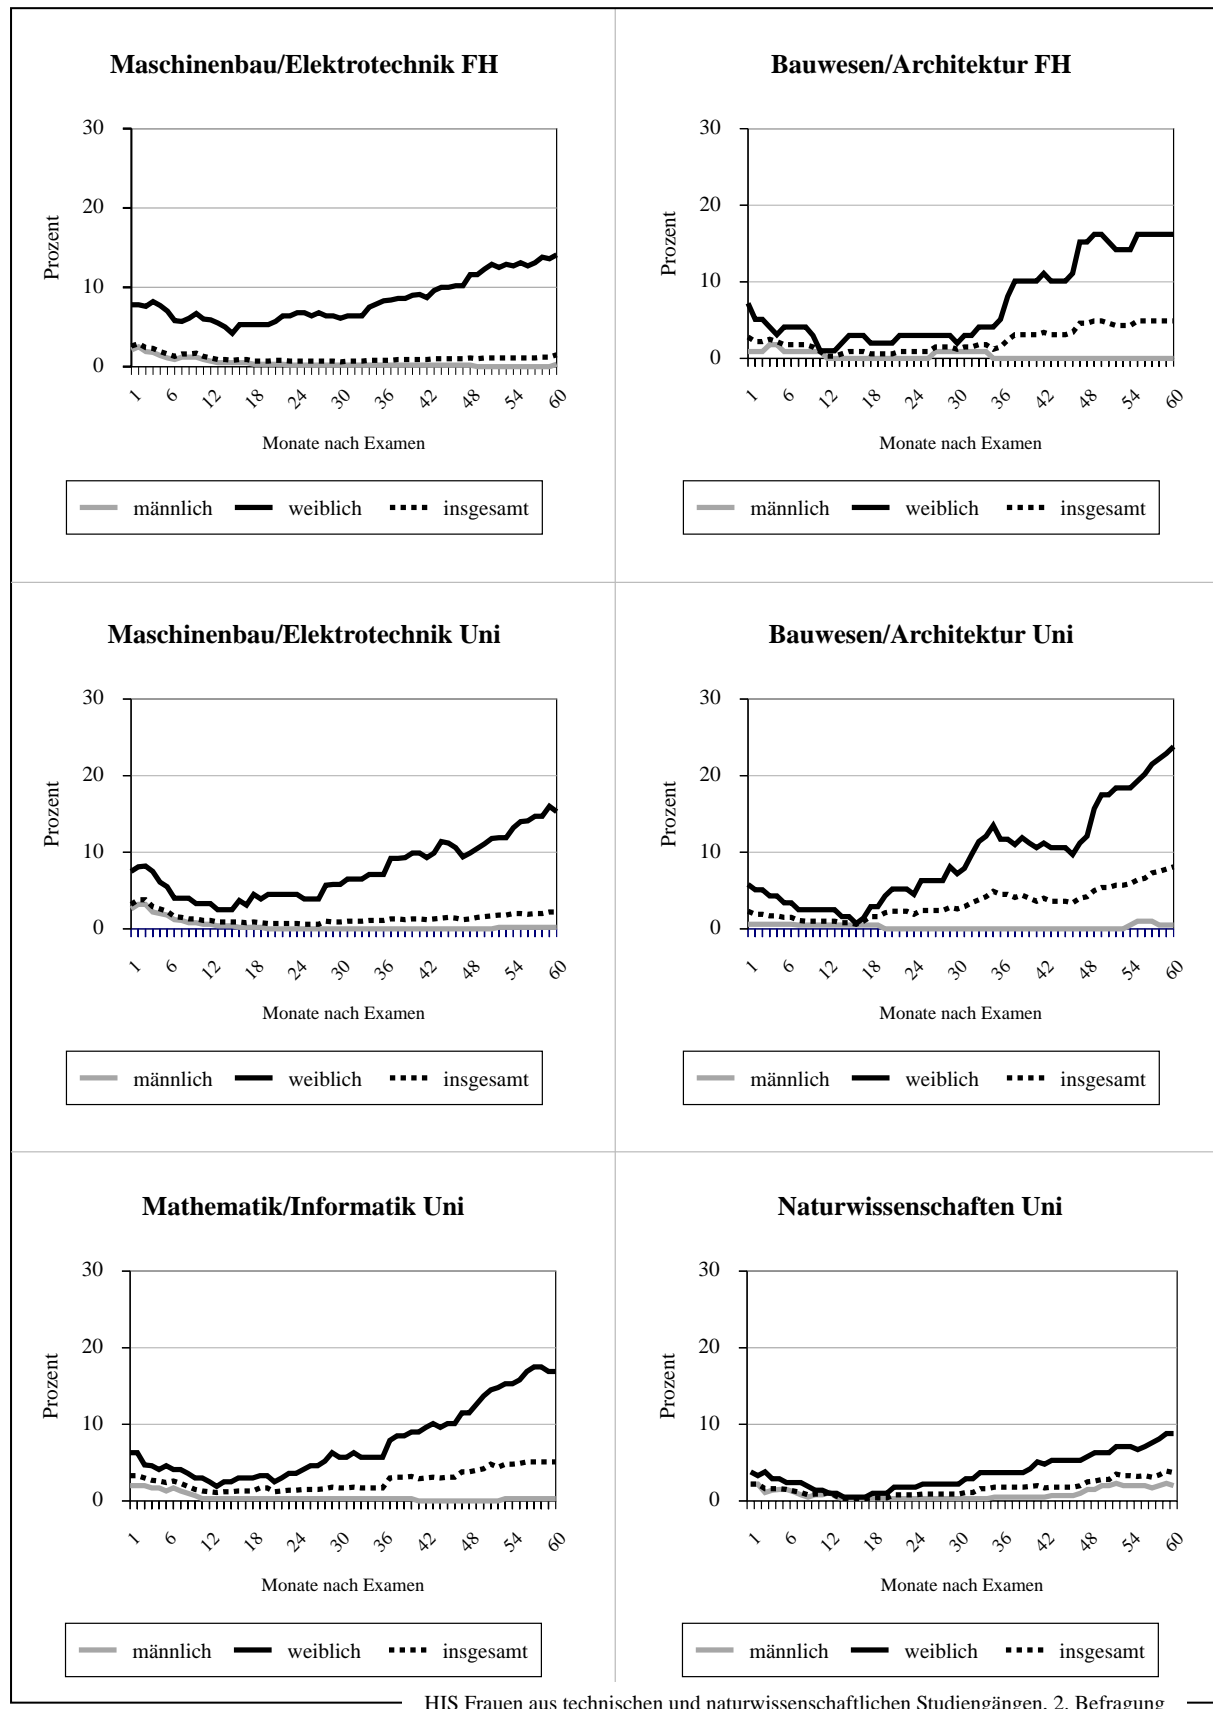 Maschinenbau/Elektrotechnik FH
30
20
10
0
Prozent
1 6 12 18 24 30 36 42 48 54 60
Monate nach Examen
männlich weiblich insgesamt
Bauwesen/Architektur FH
30
20
10
0
Prozent
1 6 12 18 24 30 36 42 48 54 60
Monate nach Examen
männlich weiblich insgesamt
Maschinenbau/Elektrotechnik Uni
30
20
10
0
Prozent
1 6 12 18 24 30 36 42 48 54 60
Monate nach Examen
männlich weiblich insgesamt
Bauwesen/Architektur Uni
30
20
10
0
Prozent
1 6 12 18 24 30 36 42 48 54 60
Monate nach Examen
männlich weiblich insgesamt
Mathematik/Informatik Uni
30
20
10
0
Prozent
1 6 12 18 24 30 36 42 48 54 60
Monate nach Examen
männlich weiblich insgesamt
Naturwissenschaften Uni
30
20
10
0
Prozent
1 6 12 18 24 30 36 42 48 54 60
Monate nach Examen
männlich weiblich insgesamt
HIS Frauen aus technischen und naturwissenschaftlichen Studiengängen, 2. Befragung